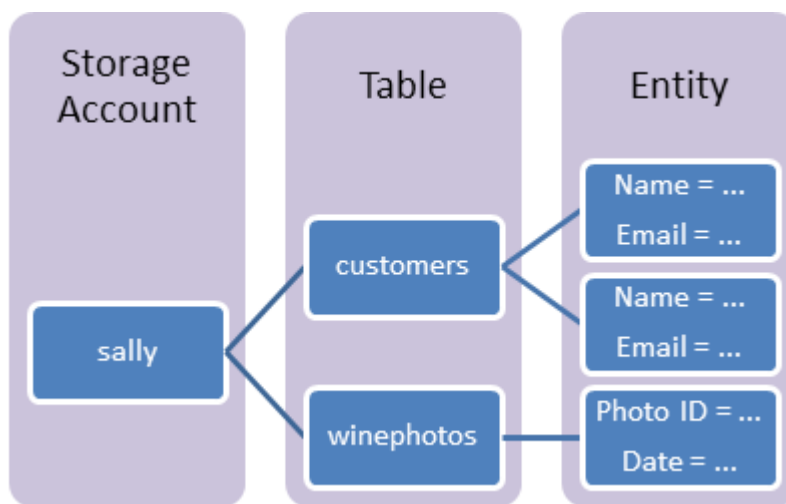 Storage
Account
Table
Entity
sally
customers
winephotos
Name = ...
Email = ...
Name = ...
Email = ...
Photo ID = ...
Date = ...